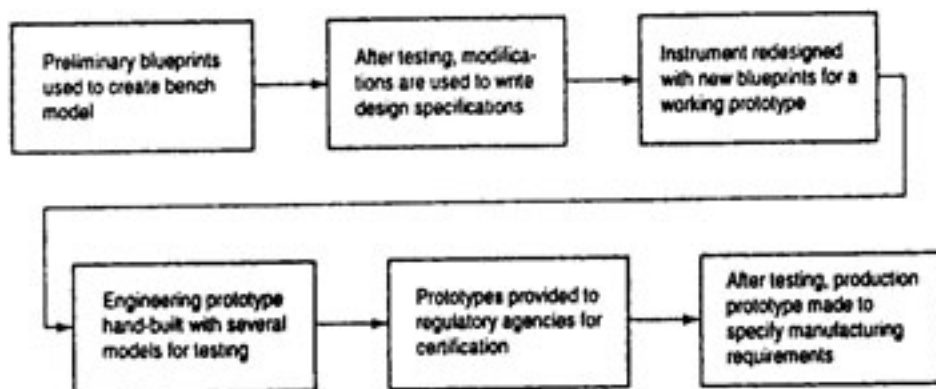 Preliminary blueprints
used to create bench
model
After testing, modifica-
tions are used to write
design specifications
Instrument redesigned
with new blueprints for a
working prototype
Engineering prototype
hand-built with several
models for testing
Prototypes provided to
regulatory agencies for
certification
After testing, production
prototype made to
specify manufacturing
requirements